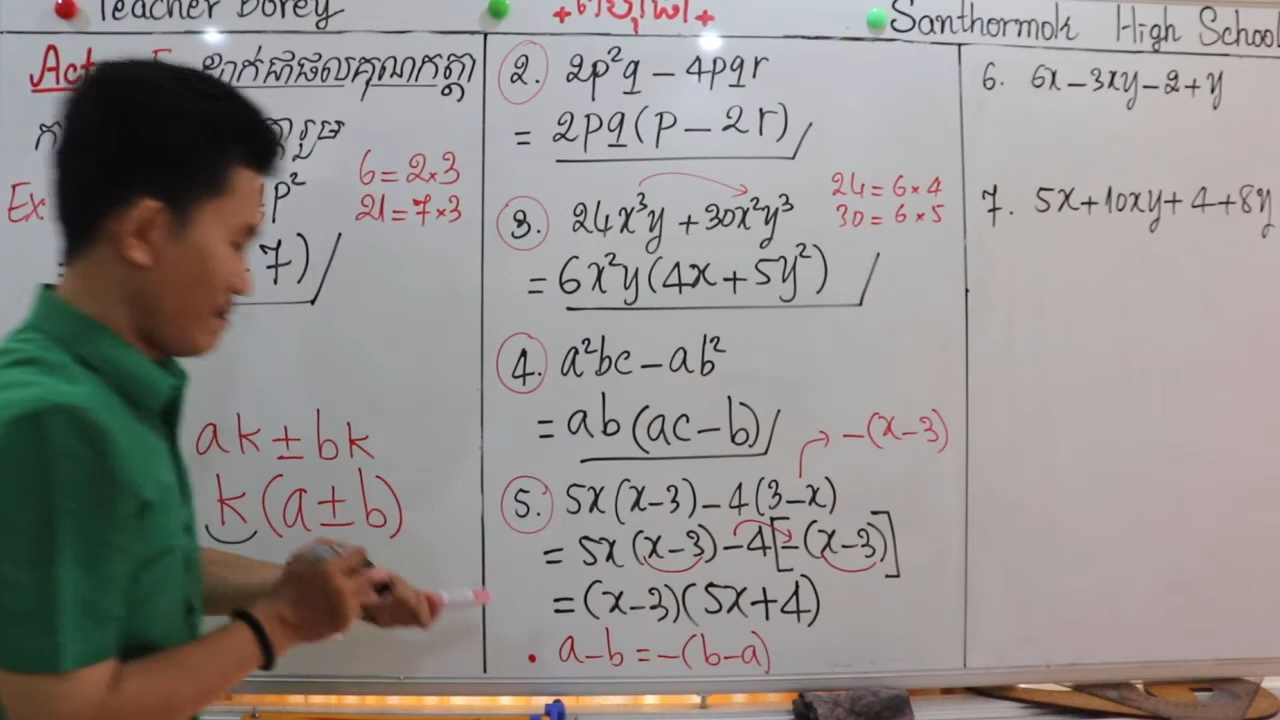 Teacher Borey
Santhormok High School
ដាក់ជាផលគុណកត្តា
Ex
p²
6=2×3
21=7×3
7)/
ak±bk
k(a±b)
2. 2p²q-4pqr
=2pq(p-2r)/
3. 24x³y+30x²y³
24=6×4
30=6×5
=6x²y(4x+5y²)/
4. a²bc-ab²
=ab(ac-b)/
-(x-3)
5. 5x(x-3)-4(3-x)
=5x(x-3)-4[-(x-3)]
=(x-3)(5x+4)
• a-b=-(b-a)
6. 6x-3xy-2+y
7. 5x+10xy+4+8y